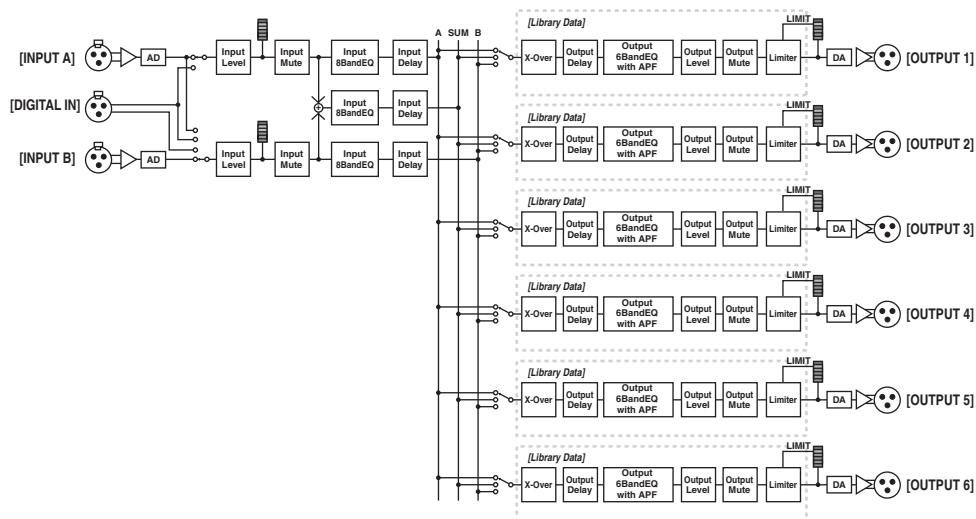 A SUM B
[INPUT A]
AD
Input
Level
Input
Mute
Input
8BandEQ
Input
Delay
[DIGITAL IN]
Input
8BandEQ
Input
Delay
[INPUT B]
AD
Input
Level
Input
Mute
Input
8BandEQ
Input
Delay
[Library Data]
LIMIT
X-Over
Output
Delay
Output
6BandEQ
with APF
Output
Level
Output
Mute
Limiter
DA
[OUTPUT 1]
[Library Data]
LIMIT
X-Over
Output
Delay
Output
6BandEQ
with APF
Output
Level
Output
Mute
Limiter
DA
[OUTPUT 2]
[Library Data]
LIMIT
X-Over
Output
Delay
Output
6BandEQ
with APF
Output
Level
Output
Mute
Limiter
DA
[OUTPUT 3]
[Library Data]
LIMIT
X-Over
Output
Delay
Output
6BandEQ
with APF
Output
Level
Output
Mute
Limiter
DA
[OUTPUT 4]
[Library Data]
LIMIT
X-Over
Output
Delay
Output
6BandEQ
with APF
Output
Level
Output
Mute
Limiter
DA
[OUTPUT 5]
[Library Data]
LIMIT
X-Over
Output
Delay
Output
6BandEQ
with APF
Output
Level
Output
Mute
Limiter
DA
[OUTPUT 6]